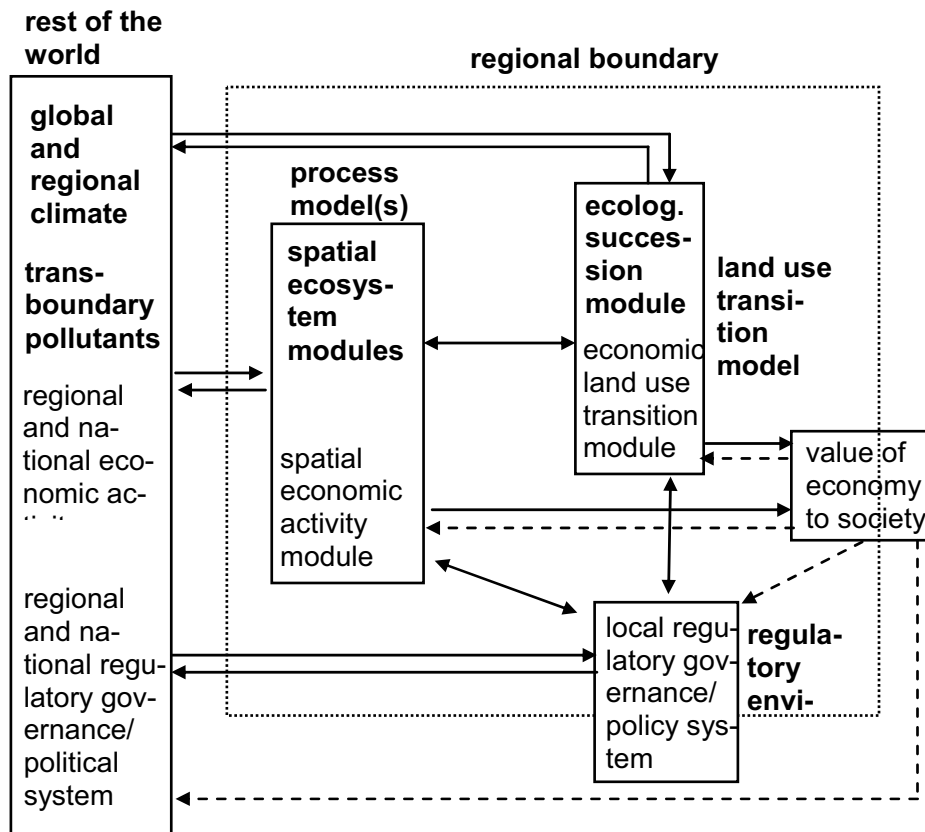 rest of the
world
regional boundary
global
and
regional
climate
trans-
boundary
pollutants
regional
and na-
tional eco-
nomic ac-
regional
and na-
tional regu-
latory gov-
ernance/
political
system
process
model(s)
spatial
ecosys-
tem
modules
spatial
economic
activity
module
ecolog.
succes-
sion
module
economic
land use
transition
module
land use
transi-
tion
model
value of
economy
to society
local regu-
latory gov-
ernance/
policy sys-
tem
regula-
tory
envi-